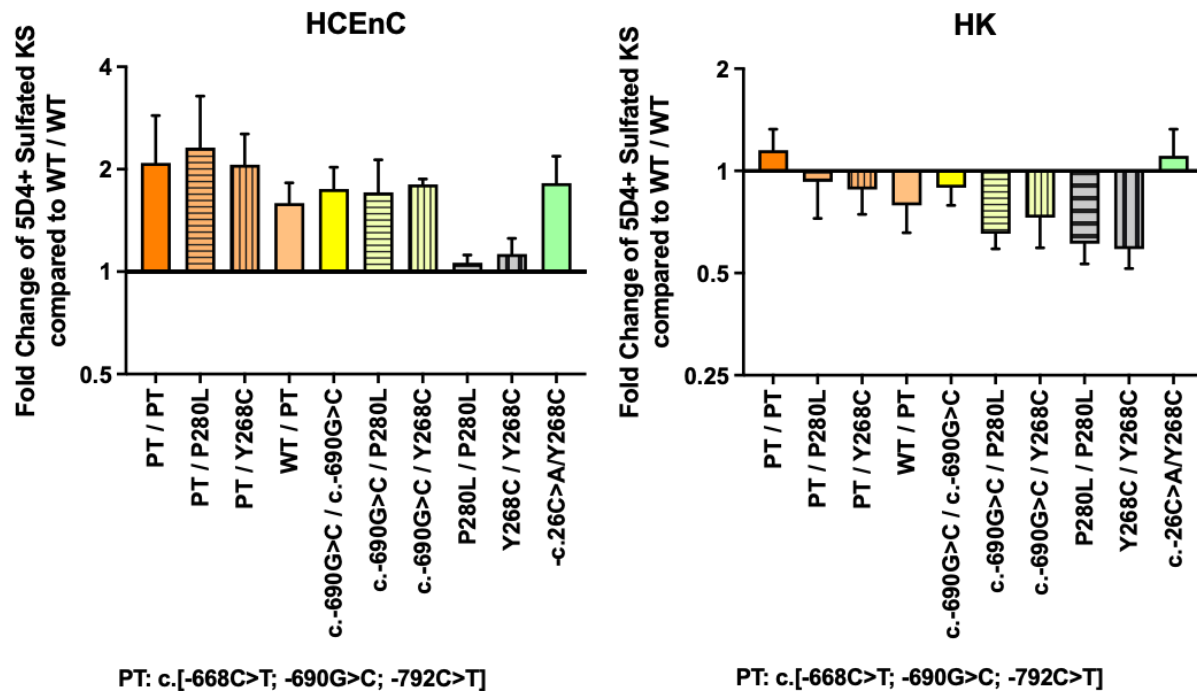 HCEnC
Fold Change of 5D4+ Sulfated KS
compared to WT / WT
4
2
1
0.5
PT / PT
PT / P280L
PT / Y268C
WT / PT
c.-690G>C / c.-690G>C
c.-690G>C / P280L
c.-690G>C / Y268C
P280L / P280L
Y268C / Y268C
-c.26C>A/Y268C
PT: c.[-668C>T; -690G>C; -792C>T]
HK
Fold Change of 5D4+ Sulfated KS
compared to WT / WT
2
1
0.5
0.25
PT / PT
PT / P280L
PT / Y268C
WT / PT
c.-690G>C / c.-690G>C
c.-690G>C / P280L
c.-690G>C / Y268C
P280L / P280L
Y268C / Y268C
c.-26C>A/Y268C
PT: c.[-668C>T; -690G>C; -792C>T]